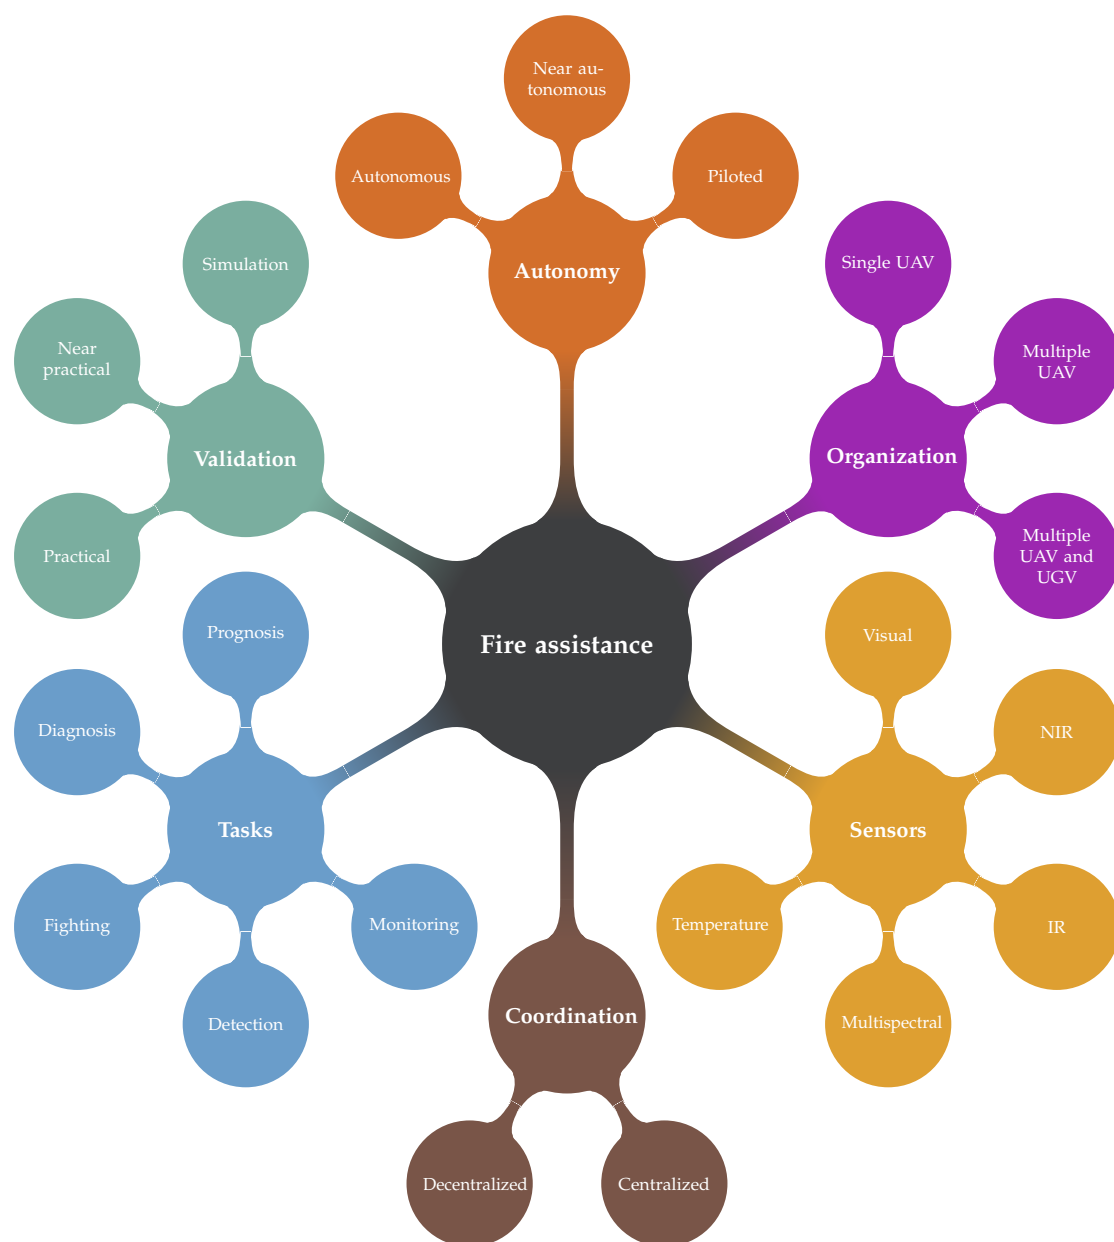 Near au-
tonomous
Autonomous
Piloted
Autonomy
Simulation
Near
practical
Validation
Practical
Single UAV
Multiple
UAV
Organization
Multiple
UAV and
UGV
Fire assistance
Prognosis
Diagnosis
Tasks
Fighting
Monitoring
Detection
Visual
NIR
Sensors
Temperature
IR
Multispectral
Coordination
Decentralized
Centralized